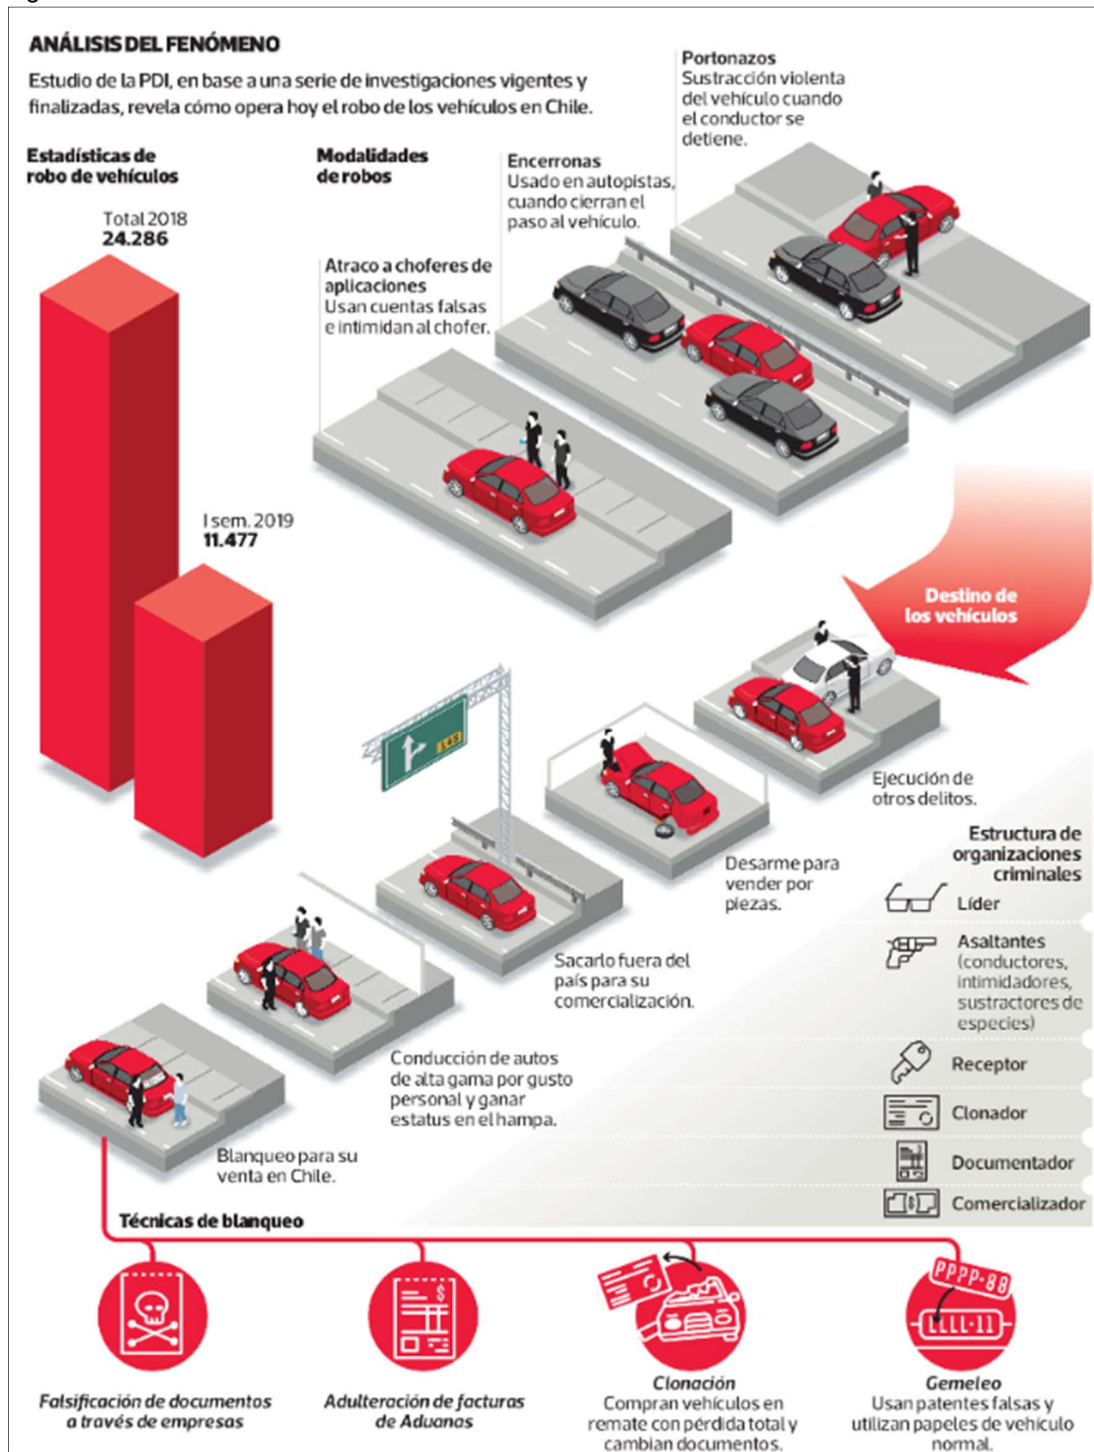 ANÁLISIS DEL FENÓMENO
Estudio de la PDI, en base a una serie de investigaciones vigentes y
finalizadas, revela cómo opera hoy el robo de los vehículos en Chile.
Estadísticas de
robo de vehículos
Total 2018
24.286
I sem. 2019
11.477
Modalidades
de robos
Atraco a choferes de
aplicaciones
Usan cuentas falsas
e intimidan al chofer.
Encerronas
Usado en autopistas,
cuando cierran el
paso al vehículo.
Portonazos
Sustracción violenta
del vehículo cuando
el conductor se
detiene.
Destino de
los vehículos
Ejecución de
otros delitos.
Desarme para
vender por
piezas.
Sacarlo fuera del
país para su
comercialización.
Conducción de autos
de alta gama por gusto
personal y ganar
estatus en el hampa.
Blanqueo para su
venta en Chile.
Estructura de
organizaciones
criminales
Líder
Asaltantes
(conductores,
intimidadores,
sustractores de
especies)
Receptor
Clonador
Documentador
Comercializador
Técnicas de blanqueo
Falsificación de documentos
a través de empresas
Adulteración de facturas
de Aduanas
Clonación
Compran vehículos en
remate con pérdida total y
cambian documentos.
PPPP-88
LLLL·11
Gemeleo
Usan patentes falsas y
utilizan papeles de vehículo
normal.